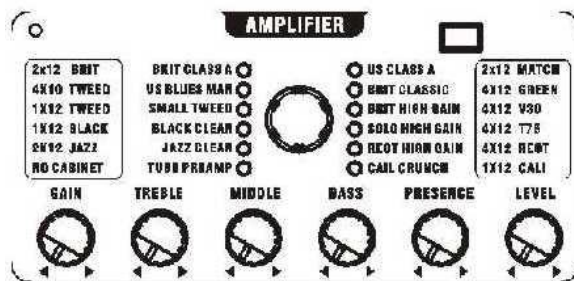 AMPLIFIER
2x12 BRIT
4X10 TWEED
1X12 TWEED
1X12 BLACK
2X12 JAZZ
NO CABINET
BRIT CLASS A
US BLUES MAN
SMALL TWEED
BLACK CLEAN
JAZZ CLEAN
TUBE PREAMP
US CLASS A
BRIT CLASSIC
BRIT HIGH GAIN
SOLO HIGH GAIN
RECT HIGH GAIN
CALI CRUNCH
2X12 MATCH
4X12 GREEN
4X12 V30
4X12 T75
4X12 RECT
1X12 CALI
GAIN TREBLE MIDDLE BASS PRESENCE LEVEL